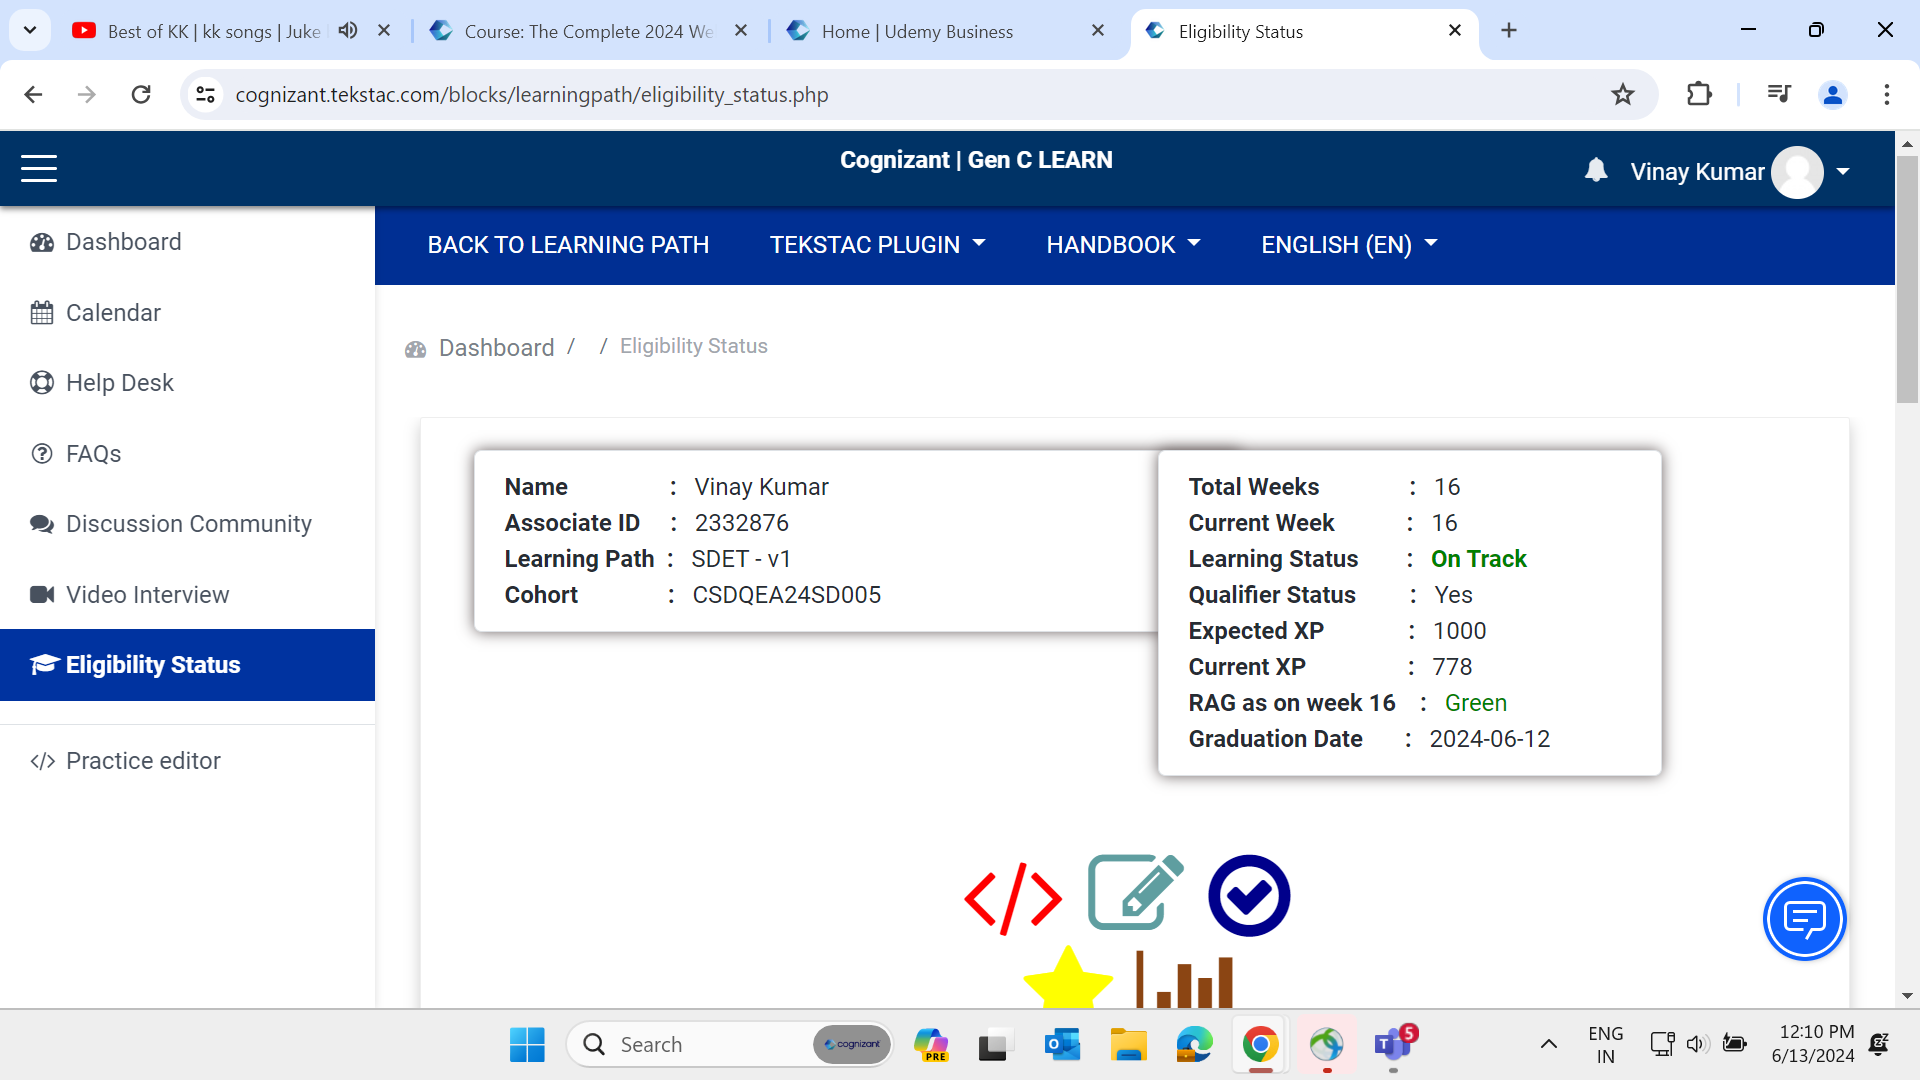 Best of KK | kk songs | Juke
Course: The Complete 2024 We
Home | Udemy Business
Eligibility Status
cognizant.tekstac.com/blocks/learningpath/eligibility_status.php
Cognizant | Gen C LEARN
Vinay Kumar
Dashboard
Calendar
Help Desk
FAQs
Discussion Community
Video Interview
Eligibility Status
</> Practice editor
BACK TO LEARNING PATH
TEKSTAC PLUGIN
HANDBOOK
ENGLISH (EN)
Dashboard / / Eligibility Status
Name : Vinay Kumar
Associate ID : 2332876
Learning Path : SDET - v1
Cohort : CSDQEA24SD005
Total Weeks : 16
Current Week : 16
Learning Status : On Track
Qualifier Status : Yes
Expected XP : 1000
Current XP : 778
RAG as on week 16 : Green
Graduation Date : 2024-06-12
</>
Search
cognizant
PRE
5
ENG
IN
12:10 PM
6/13/2024